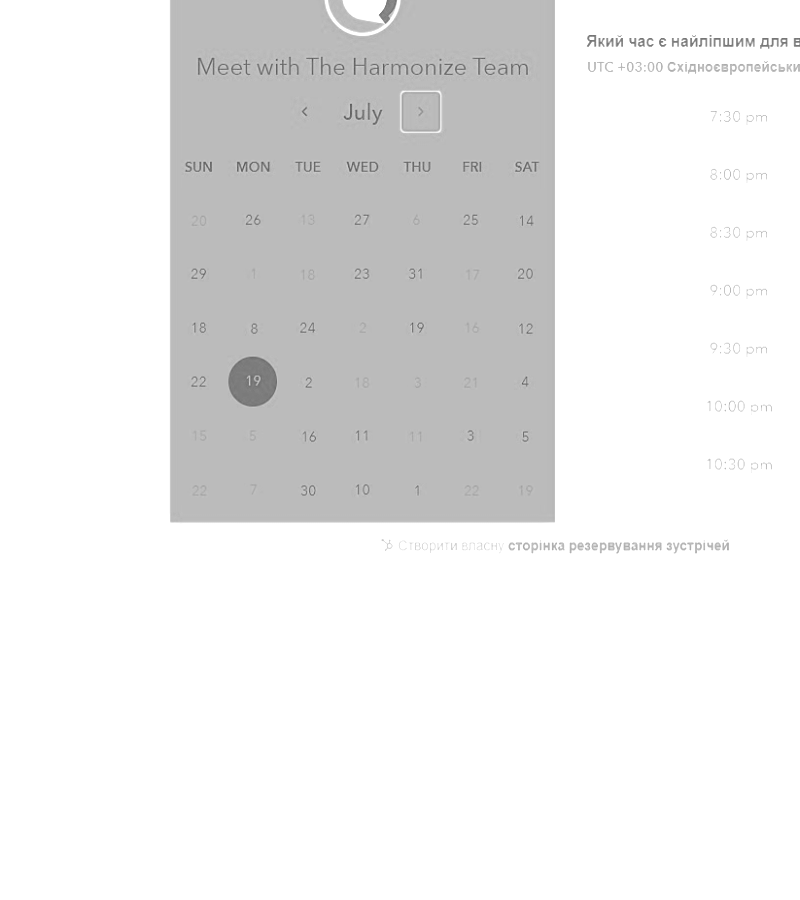 Meet with The Harmonize Team
July
SUN MON TUE WED THU FRI SAT
20 26 13 27 6 25 14
29 1 18 23 31 17 20
18 8 24 2 19 16 12
22 19 2 18 3 21 4
15 5 16 11 11 3 5
22 7 30 10 1 22 19
Який час є найліпшим для в
UTC +03:00 Східноєвропейськи
7:30 pm
8:00 pm
8:30 pm
9:00 pm
9:30 pm
10:00 pm
10:30 pm
Створити власну сторінка резервування зустрічей